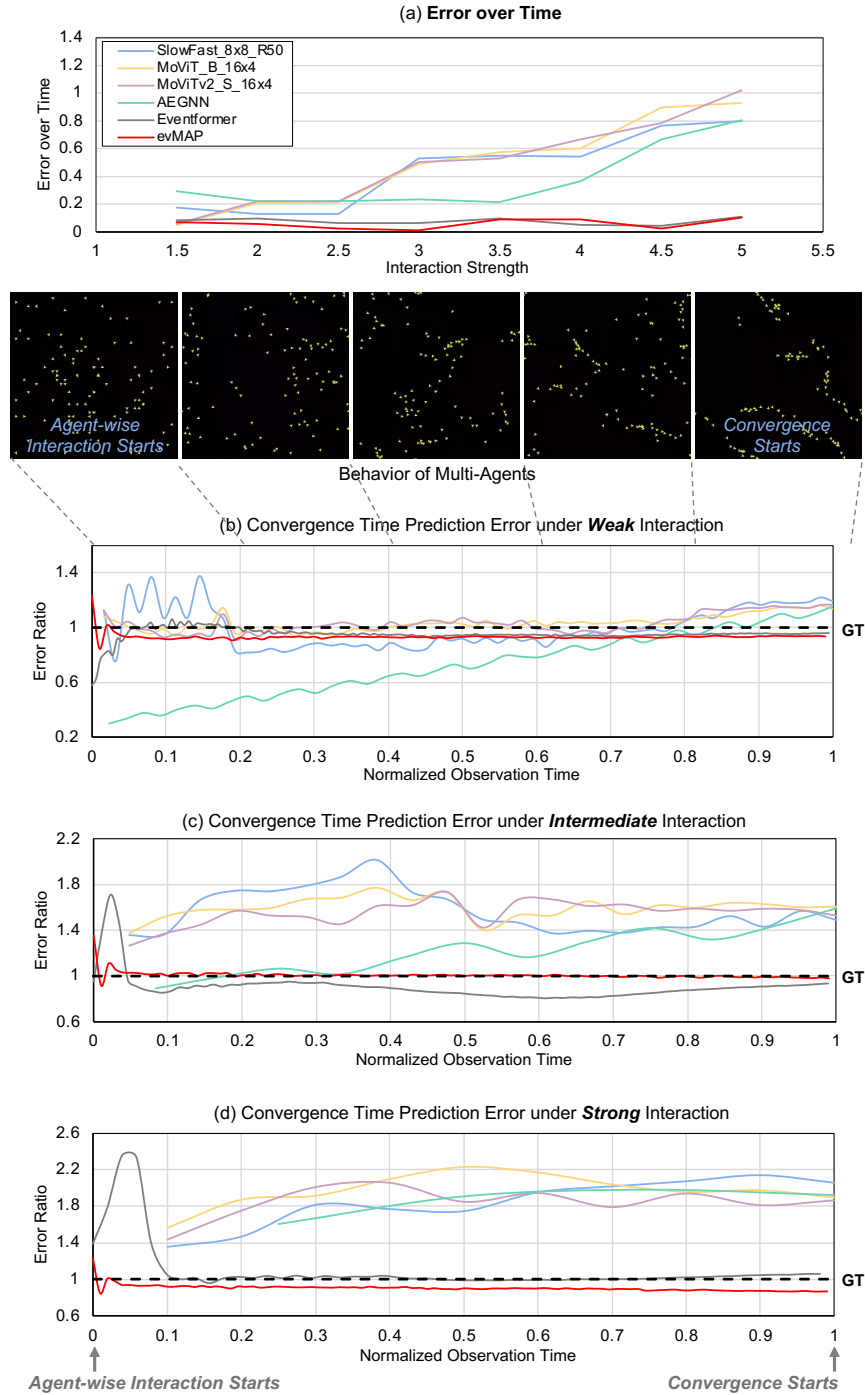 (a) Error over Time
1.4
1.2
1
0.8
0.6
0.4
0.2
0
Error over Time
SlowFast_8x8_R50
MoViT_B_16x4
MoViTv2_S_16x4
AEGNN
Eventformer
evMAP
1 1.5 2 2.5 3 3.5 4 4.5 5 5.5
Interaction Strength
Agent-wise
Interaction Starts
Convergence
Starts
Behavior of Multi-Agents
(b) Convergence Time Prediction Error under Weak Interaction
1.4
1
0.6
0.2
Error Ratio
GT
0 0.1 0.2 0.3 0.4 0.5 0.6 0.7 0.8 0.9 1
Normalized Observation Time
(c) Convergence Time Prediction Error under Intermediate Interaction
2.2
1.8
1.4
1
0.6
Error Ratio
GT
0 0.1 0.2 0.3 0.4 0.5 0.6 0.7 0.8 0.9 1
Normalized Observation Time
(d) Convergence Time Prediction Error under Strong Interaction
2.6
2.2
1.8
1.4
1
0.6
Error Ratio
GT
0 0.1 0.2 0.3 0.4 0.5 0.6 0.7 0.8 0.9 1
Normalized Observation Time
Agent-wise Interaction Starts
Convergence Starts